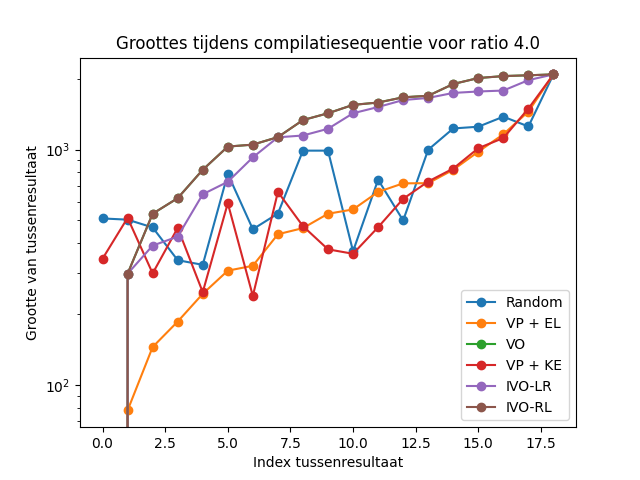 Groottes tijdens compilatiesequentie voor ratio 4.0
Grootte van tussenresultaat
10³
10²
0.0 2.5 5.0 7.5 10.0 12.5 15.0 17.5
Index tussenresultaat
Random
VP + EL
VO
VP + KE
IVO-LR
IVO-RL